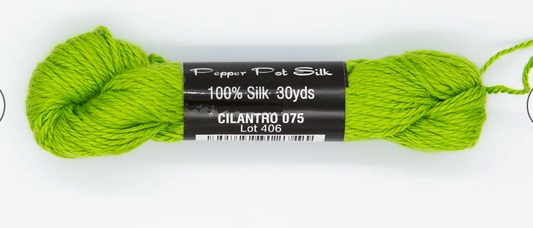 Pepper Pot Silk
100% Silk 30yds
CILANTRO 075
Lot 406